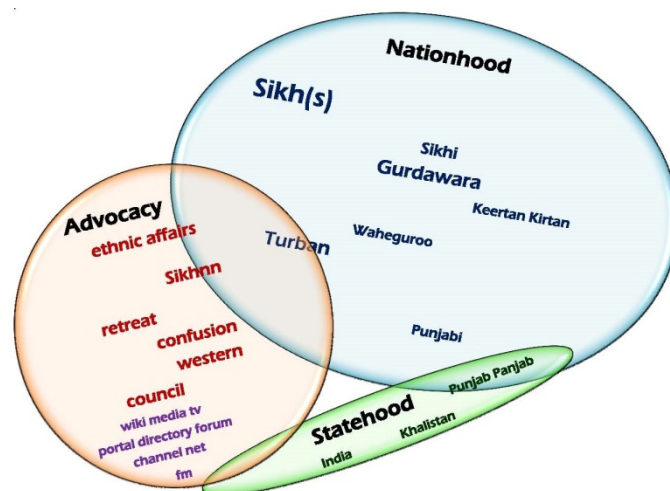 Nationhood
Sikh(s)
Sikhi
Gurdawara
Keertan Kirtan
Waheguroo
Turban
Punjabi
Advocacy
ethnic affairs
Sikhnn
retreat
confusion
western
council
wiki media tv
portal directory forum
channel net
fm
Statehood
Punjab Panjab
Khalistan
India